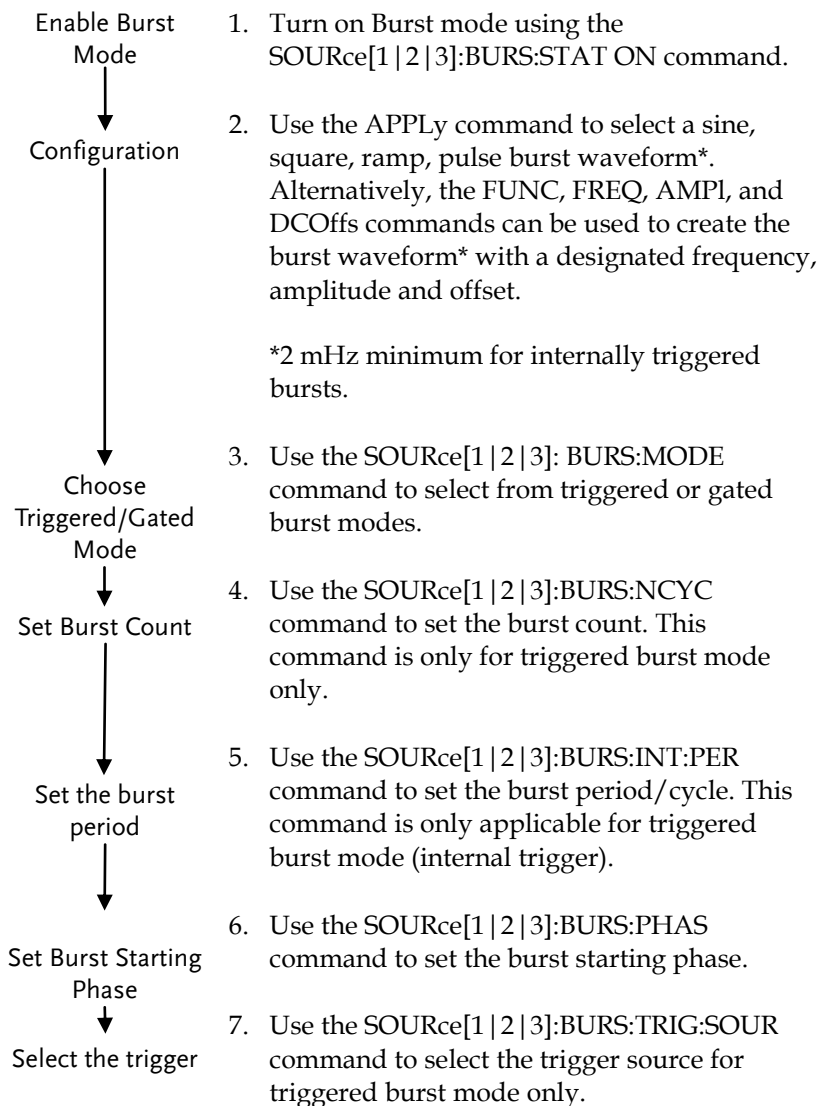 Enable Burst
Mode
1. Turn on Burst mode using the
SOURce[1|2|3]:BURS:STAT ON command.
Configuration
2. Use the APPLy command to select a sine,
square, ramp, pulse burst waveform*.
Alternatively, the FUNC, FREQ, AMPl, and
DCOffs commands can be used to create the
burst waveform* with a designated frequency,
amplitude and offset.
*2 mHz minimum for internally triggered
bursts.
Choose
Triggered/Gated
Mode
3. Use the SOURce[1|2|3]: BURS:MODE
command to select from triggered or gated
burst modes.
Set Burst Count
4. Use the SOURce[1|2|3]:BURS:NCYC
command to set the burst count. This
command is only for triggered burst mode
only.
Set the burst
period
5. Use the SOURce[1|2|3]:BURS:INT:PER
command to set the burst period/cycle. This
command is only applicable for triggered
burst mode (internal trigger).
Set Burst Starting
Phase
6. Use the SOURce[1|2|3]:BURS:PHAS
command to set the burst starting phase.
Select the trigger
7. Use the SOURce[1|2|3]:BURS:TRIG:SOUR
command to select the trigger source for
triggered burst mode only.